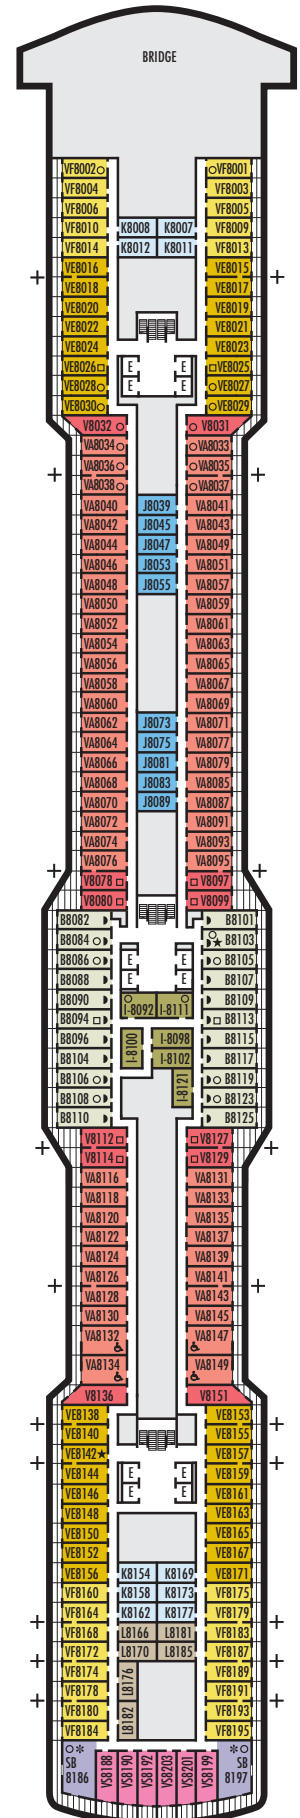 BRIDGE
VF8002 VF8001
VF8004 VF8003
VF8006 VF8005
VF8010 K8008 K8007 VF8009
VF8014 K8012 K8011 VF8013
VE8016 VE8015
VE8018 VE8017
VE8020 VE8019
VE8022 VE8021
VE8024 VE8023
VE8026 E E VE8025
VE8028 E E VE8027
VE8030 VE8029
V8032 V8031
VA8034 VA8033
VA8036 VA8035
VA8038 VA8037
VA8040 J8039 VA8041
VA8042 J8045 VA8043
VA8044 J8047 VA8049
VA8046 J8053 VA8051
VA8048 J8055 VA8057
VA8050 VA8059
VA8052 VA8061
VA8054 VA8063
VA8056 VA8065
VA8058 VA8067
VA8060 VA8069
VA8062 J8073 VA8071
VA8064 J8075 VA8077
VA8066 J8081 VA8079
VA8068 J8083 VA8085
VA8070 J8089 VA8087
VA8072 VA8091
VA8074 VA8093
VA8076 VA8095
V8078 V8097
V8080 V8099
B8082 B8101
B8084 B8103
B8086 E E B8105
B8088 E E B8107
B8090 I-8092 I-8111 B8109
B8094 B8113
B8096 I-8100 I-8098 B8115
B8104 I-8102 B8117
B8106 I-8121 B8119
B8108 B8123
B8110 B8125
V8112 V8127
V8114 V8129
VA8116 VA8131
VA8118 VA8133
VA8120 VA8135
VA8122 VA8137
VA8124 VA8139
VA8126 VA8141
VA8128 VA8143
VA8130 VA8145
VA8132 VA8147
VA8134 VA8149
V8136 V8151
VE8138 VE8153
VE8140 VE8155
VE8142 VE8157
VE8144 E E VE8159
VE8146 E E VE8161
VE8148 VE8163
VE8150 VE8165
VE8152 VE8167
VE8156 K8154 K8169 VE8171
VF8160 K8158 K8173 VF8175
VF8164 K8162 K8177 VF8179
VF8168 L8166 L8181 VF8183
VF8172 L8170 L8185 VF8187
VF8174 L8176 VF8189
VF8178 VF8191
VF8180 L8182 VF8193
VF8184 VF8195
SB 8186 VS8188 VS8190 VS8192 VS8203 VS8201 VS8199 SB 8197